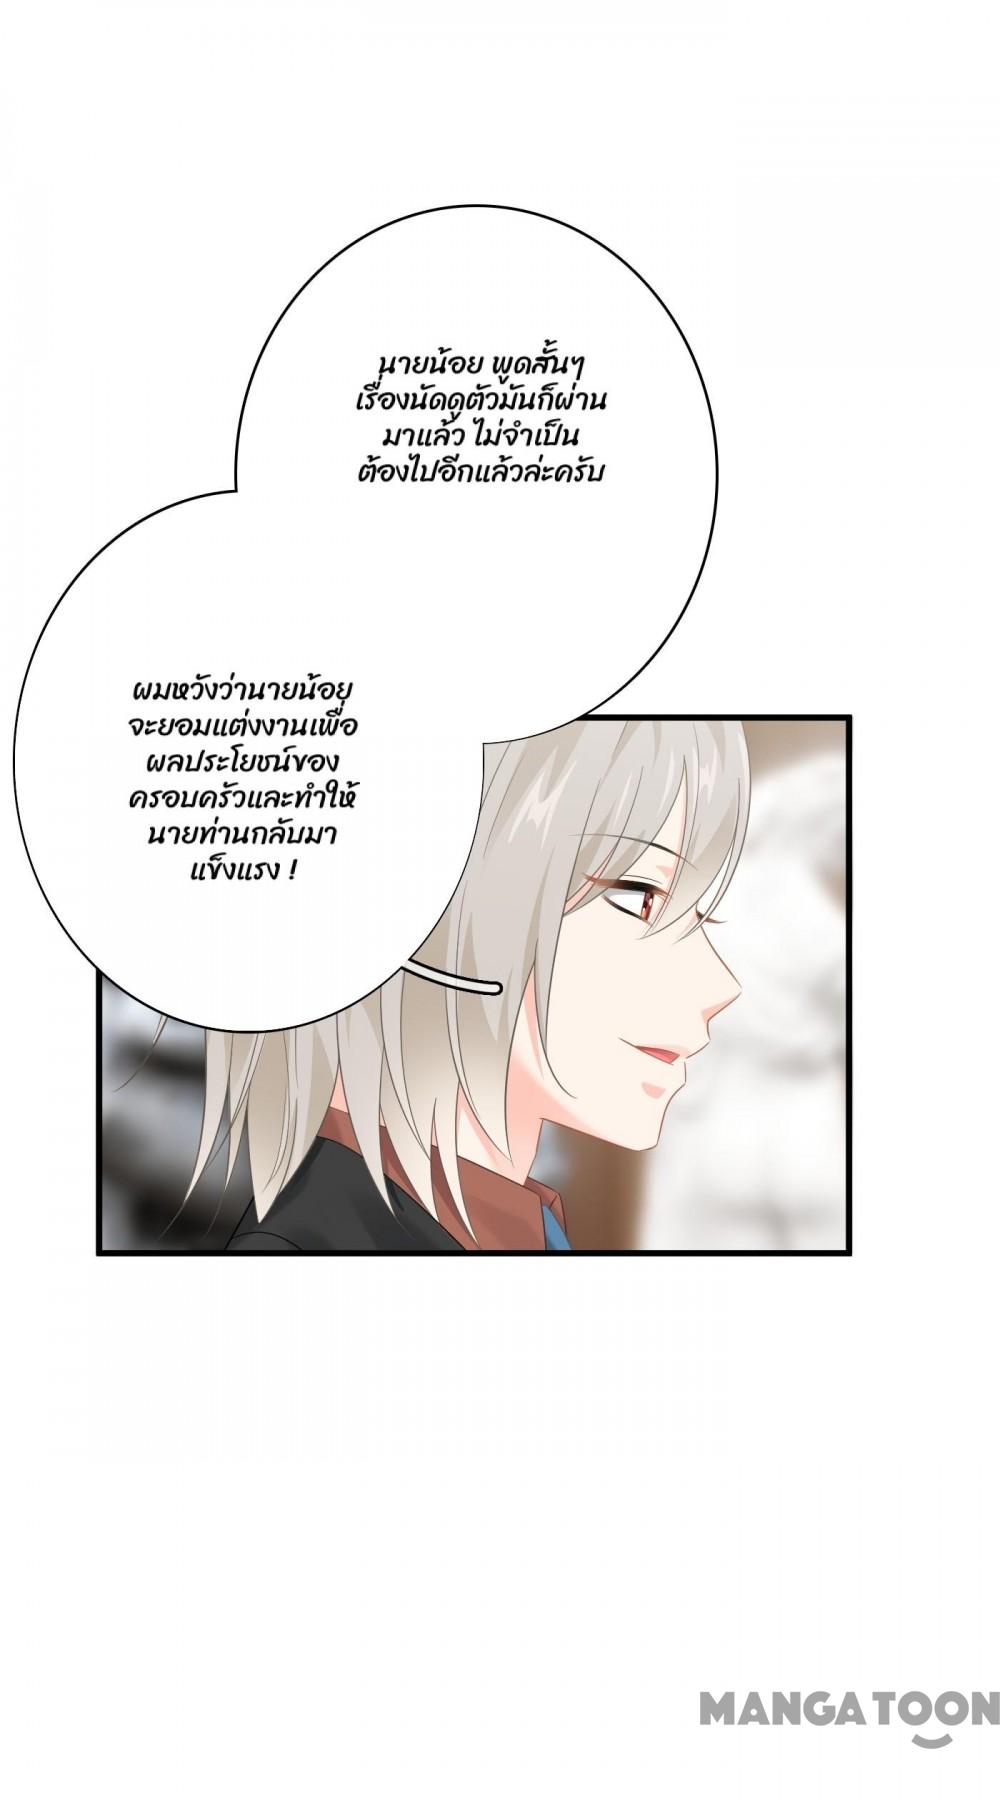 นายน้อย พูดสั้นๆ
เรื่องนัดดูตัวมันก็ผ่าน
มาแล้ว ไม่จำเป็น
ต้องไปอีกแล้วล่ะครับ
ผมหวังว่านายน้อย
จะยอมแต่งงานเพื่อ
ผลประโยชน์ของ
ครอบครัวและทำให้
นายท่านกลับมา
แข็งแรง !
MANGATOON